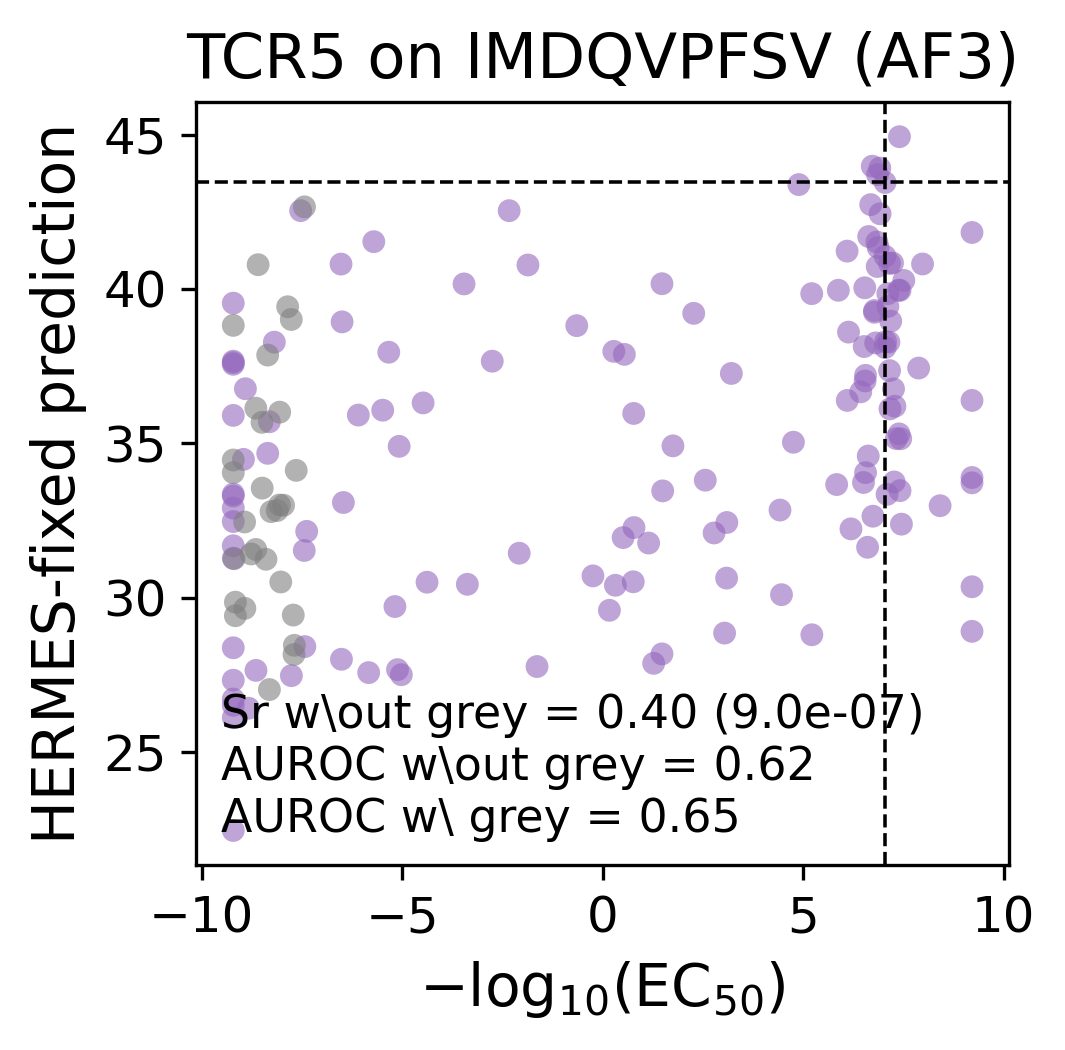 TCR5 on IMDQVPFSV (AF3)
HERMES-fixed prediction
45
40
35
30
25
Sr w\out grey = 0.40 (9.0e-07)
AUROC w\out grey = 0.62
AUROC w\ grey = 0.65
−10 −5 0 5 10
−log₁₀(EC₅₀)